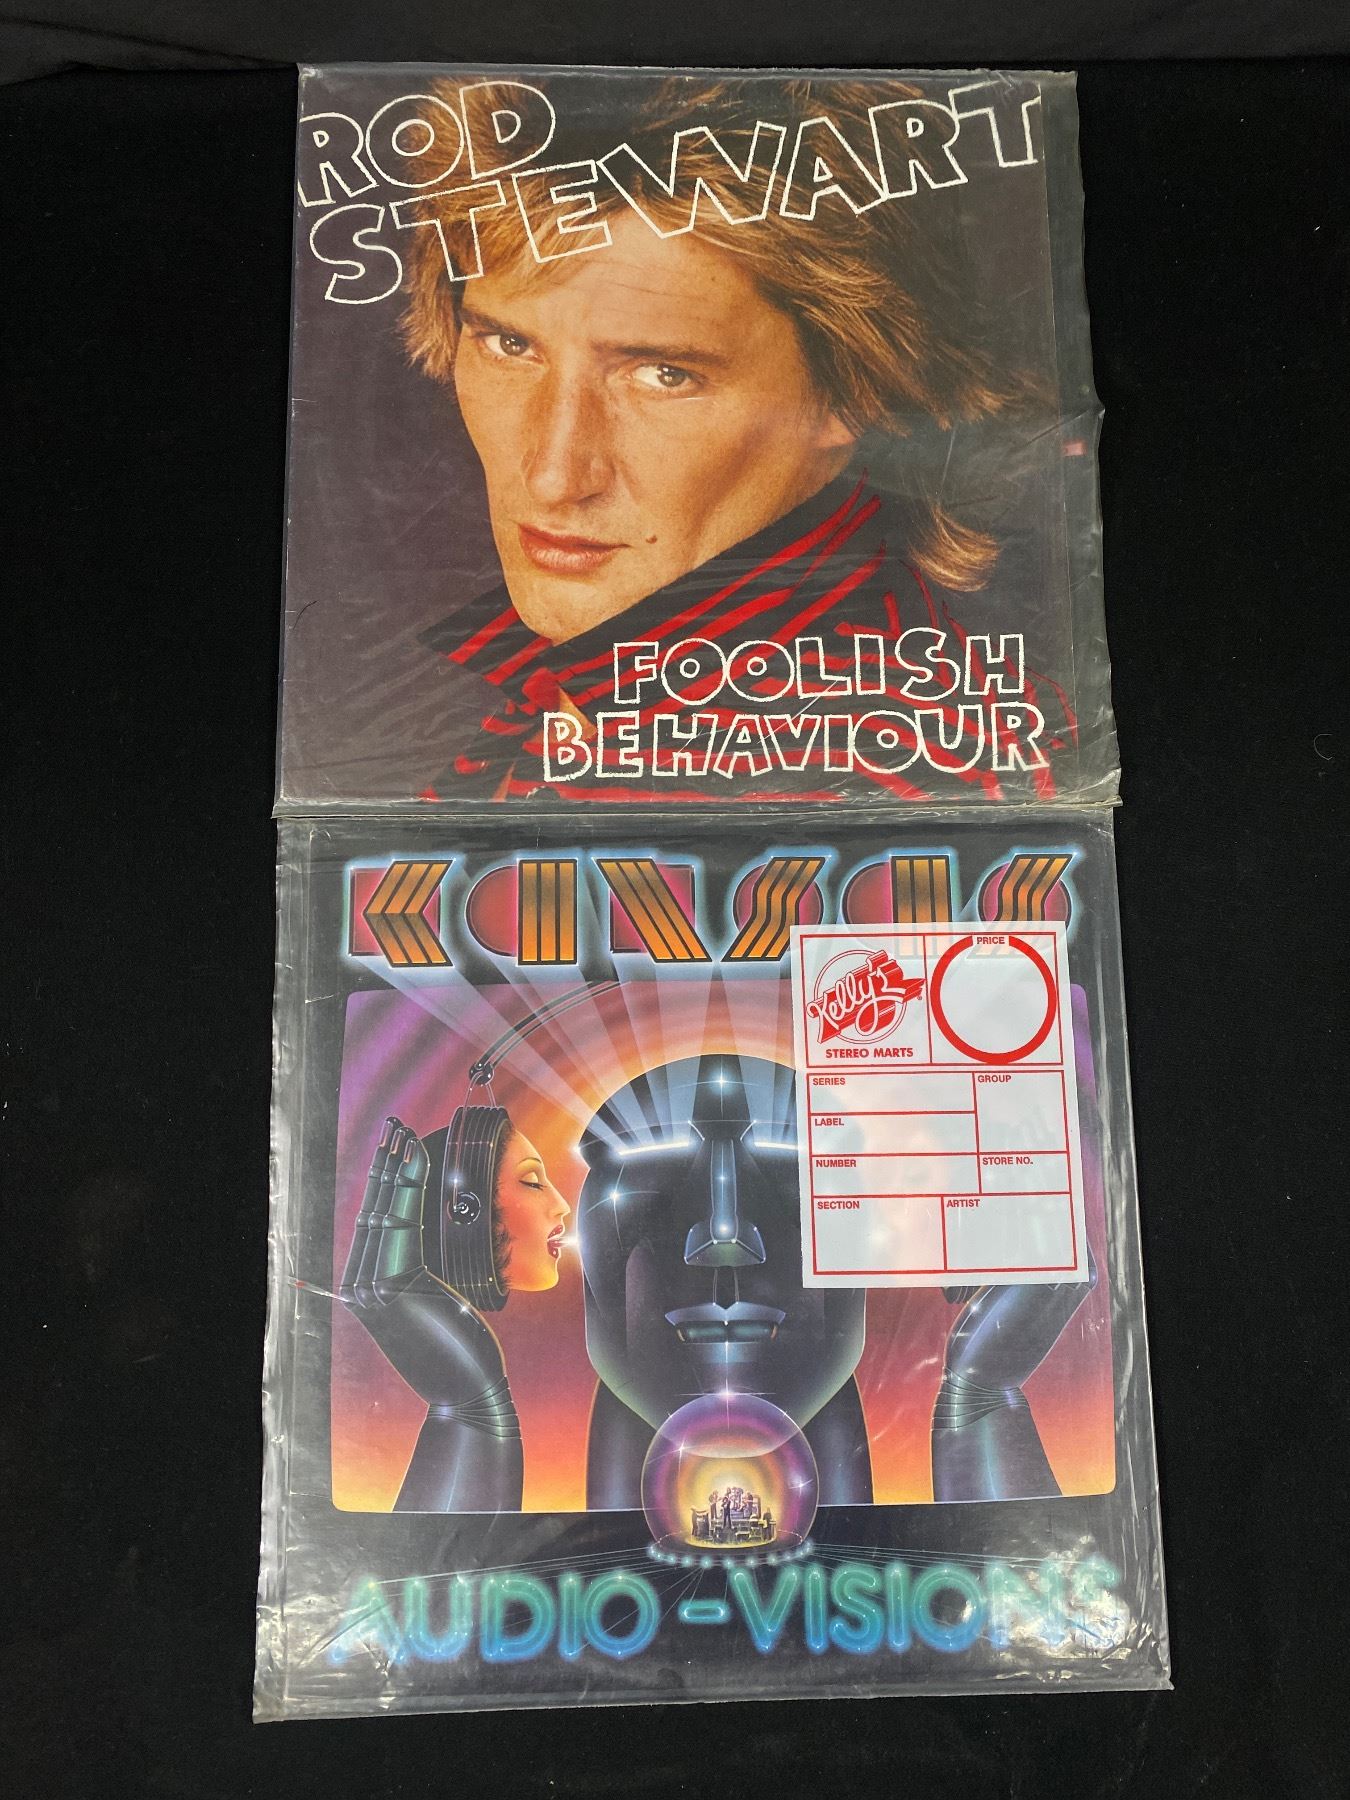 ROD
STEWART
FOOLISH
BEHAVIOUR
KANSAS
Kelly's
STEREO MARTS
PRICE
SERIES
GROUP
LABEL
NUMBER
STORE NO.
SECTION
ARTIST
AUDIO-VISIONS